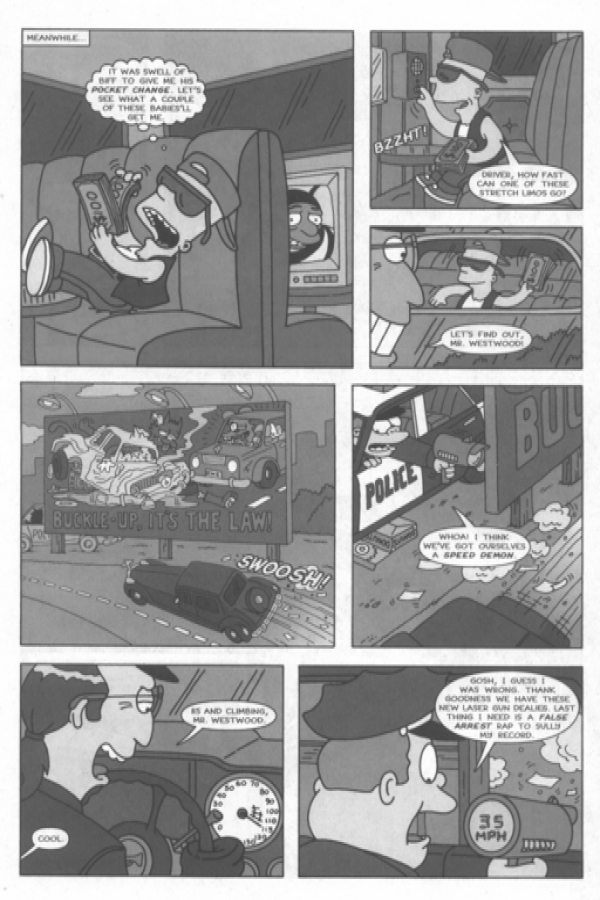 MEANWHILE...
IT WAS SWELL OF
BIFF TO GIVE ME HIS
POCKET CHANGE. LET'S
SEE WHAT A COUPLE
OF THESE BABIES'LL
GET ME.
BZZHT!
DRIVER, HOW FAST
CAN ONE OF THESE
STRETCH LIMOS GO?
LET'S FIND OUT,
MR. WESTWOOD!
BUCKLE-UP, IT'S THE LAW!
SWOOSH!
POLICE
BU
WHOA! I THINK
WE'VE GOT OURSELVES
A SPEED DEMON.
115 AND CLIMBING,
MR. WESTWOOD.
COOL.
GOSH, I GUESS I
WAS WRONG. THANK
GOODNESS WE HAVE THESE
NEW LASER GUN DEALIES. LAST
THING I NEED IS A FALSE
ARREST RAP TO SULLY
MY RECORD.
35
MPH